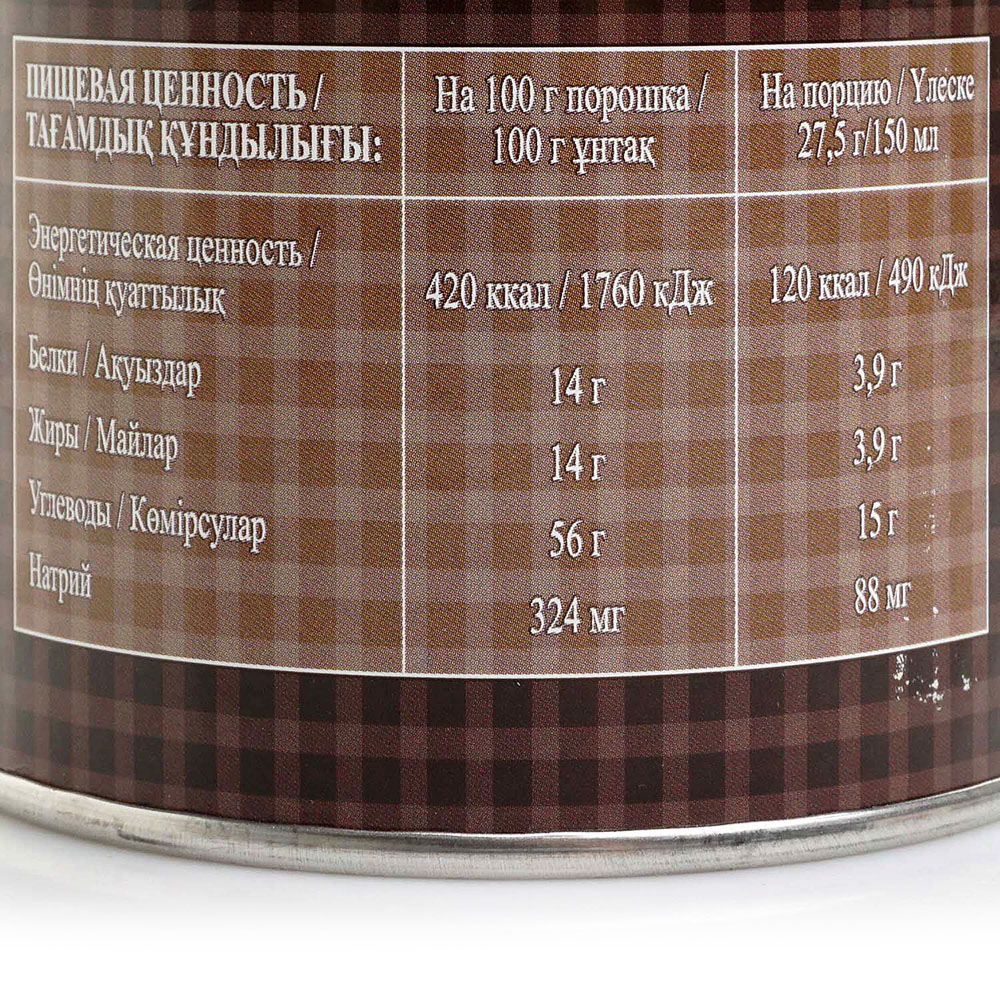 ПИЩЕВАЯ ЦЕННОСТЬ /
ТАҒАМДЫҚ ҚҰНДЫЛЫҒЫ:
На 100 г порошка /
100 г ұнтақ
На порцию / Үлеске
27,5 г/150 мл
Энергетическая ценность /
Өнімнің қуаттылық
420 ккал / 1760 кДж
120 ккал / 490 кДж
Белки / Ақуыздар
14 г
3,9 г
Жиры / Майлар
14 г
3,9 г
Углеводы / Көмірсулар
56 г
15 г
Натрий
324 мг
88 мг